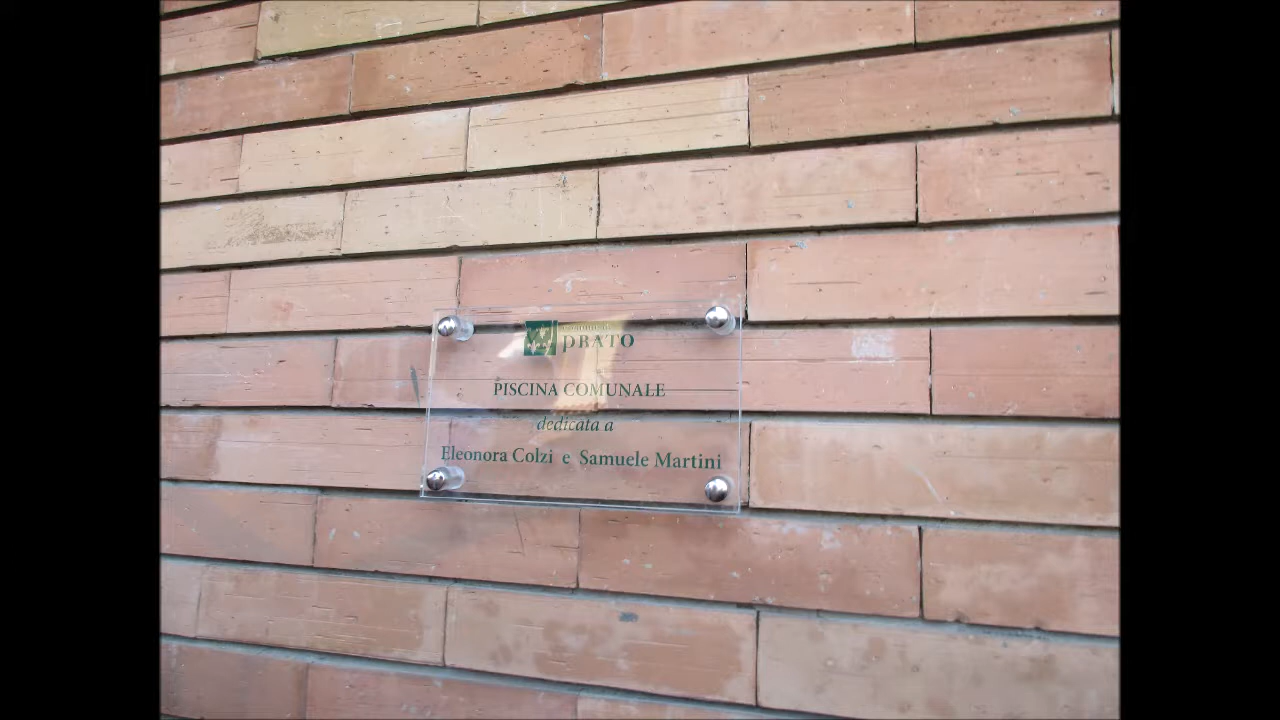 PRATO
PISCINA COMUNALE
dedicata a
Eleonora Colzi e Samuele Martini